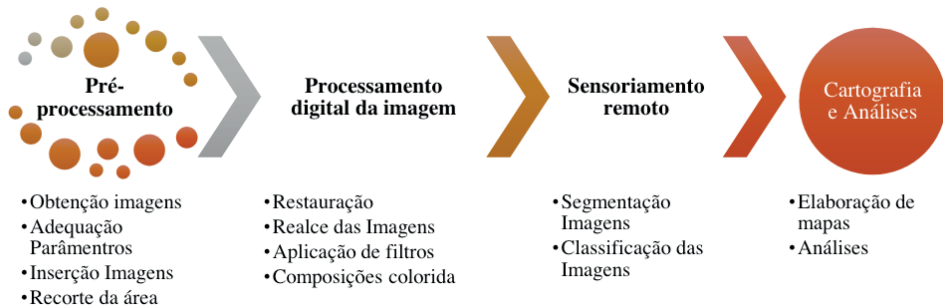 Pré-
processamento
•Obtenção imagens
•Adequação
Parâmentros
•Inserção Imagens
•Recorte da área
Processamento
digital da imagem
•Restauração
•Realce das Imagens
•Aplicação de filtros
•Composições colorida
Sensoriamento
remoto
•Segmentação
Imagens
•Classificação das
Imagens
Cartografia
e Análises
•Elaboração de
mapas
•Análises